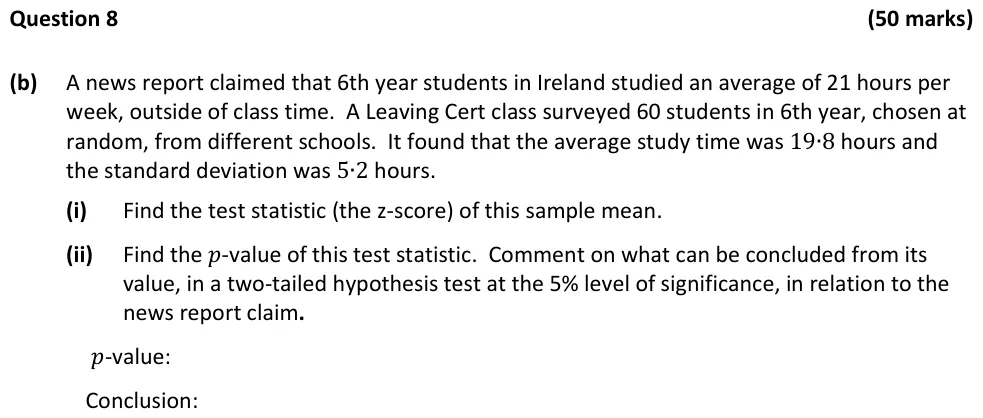 Question 8 (50 marks)
(b) A news report claimed that 6th year students in Ireland studied an average of 21 hours per
week, outside of class time. A Leaving Cert class surveyed 60 students in 6th year, chosen at
random, from different schools. It found that the average study time was 19·8 hours and
the standard deviation was 5·2 hours.
(i) Find the test statistic (the z-score) of this sample mean.
(ii) Find the p-value of this test statistic. Comment on what can be concluded from its
value, in a two-tailed hypothesis test at the 5% level of significance, in relation to the
news report claim.
p-value:
Conclusion: